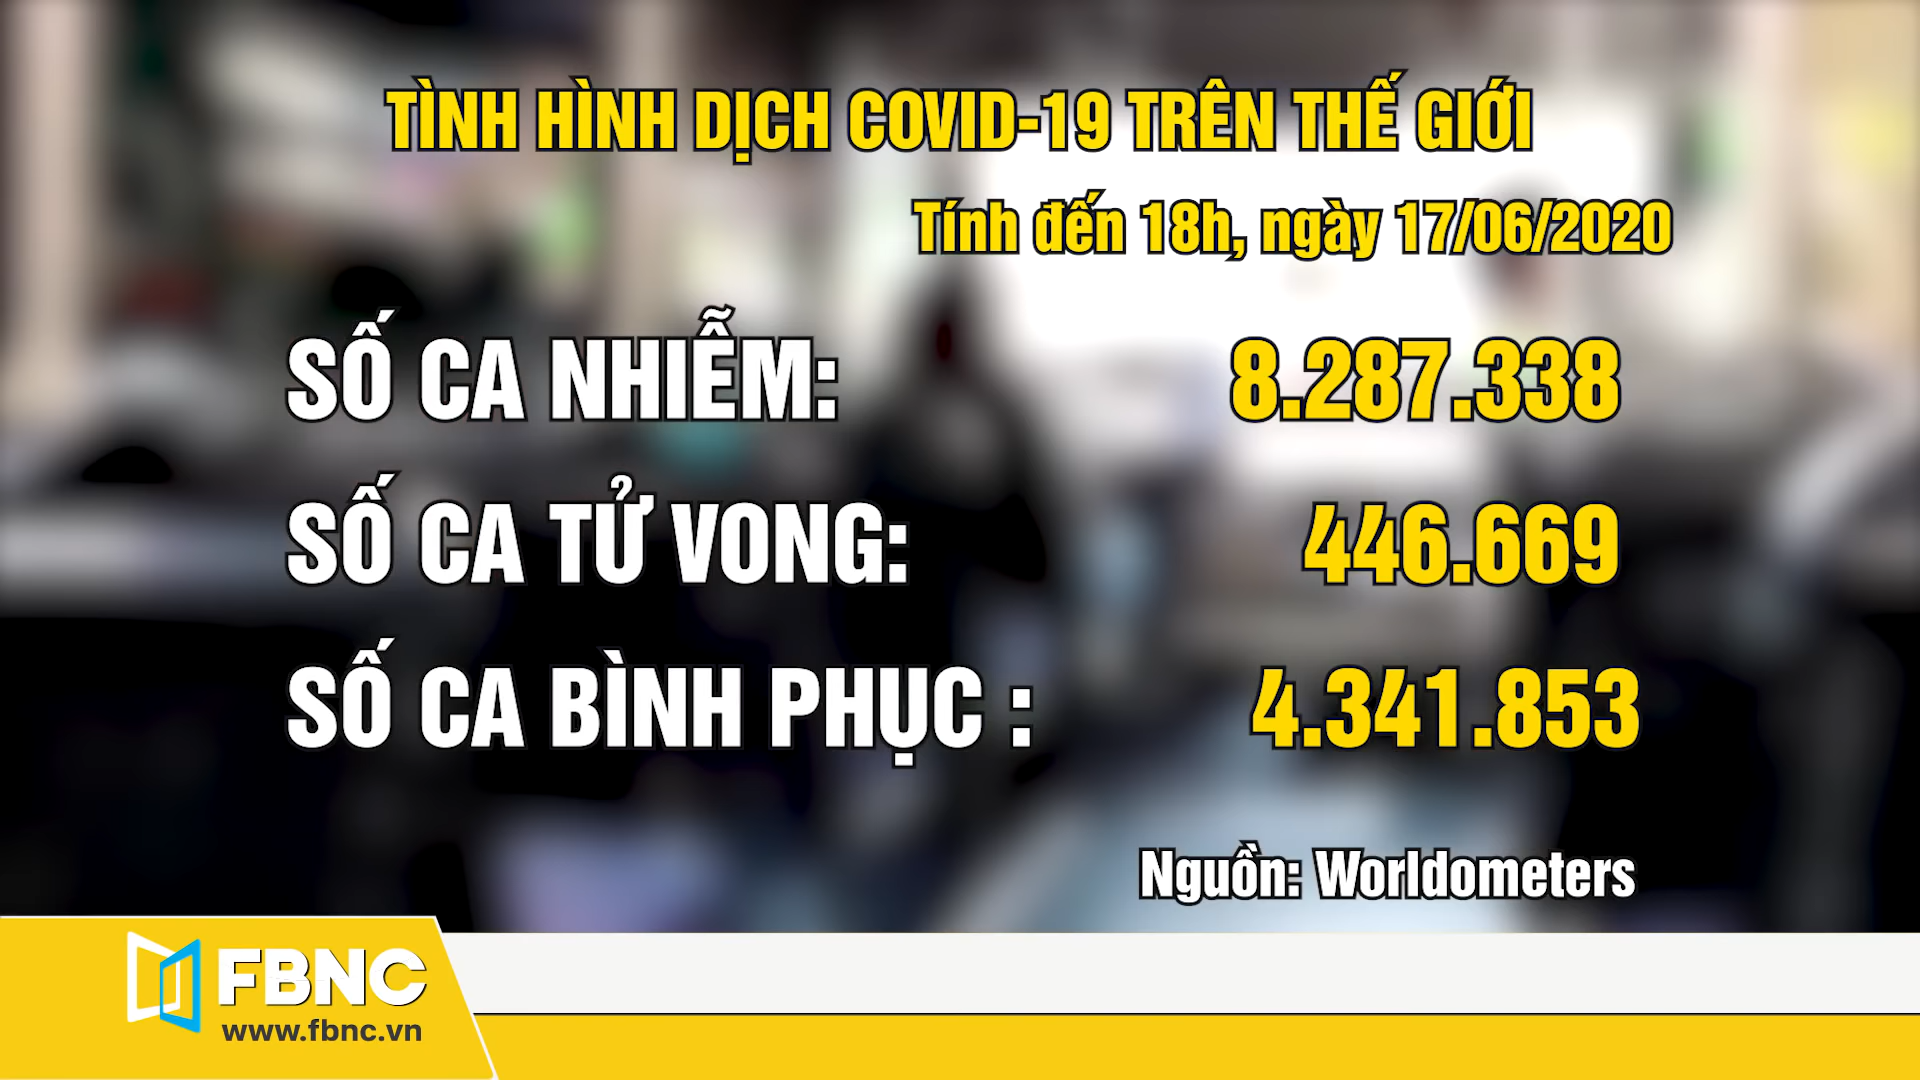 TÌNH HÌNH DỊCH COVID-19 TRÊN THẾ GIỚI
Tính đến 18h, ngày 17/06/2020
SỐ CA NHIỄM: 8.287.338
SỐ CA TỬ VONG: 446.669
SỐ CA BÌNH PHỤC : 4.341.853
Nguồn: Worldometers
FBNC
www.fbnc.vn